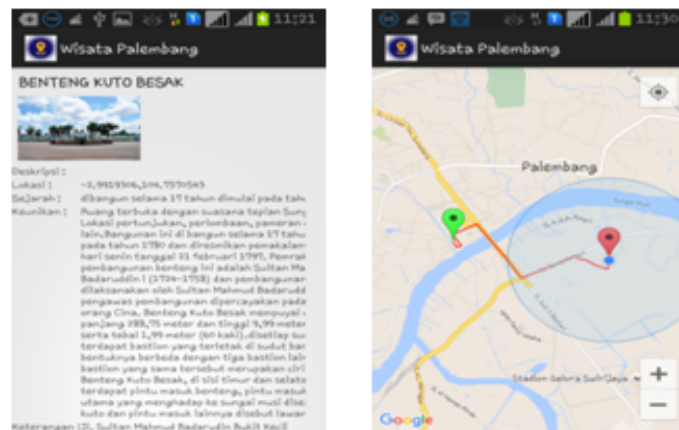 11:21
Wisata Palembang
BENTENG KUTO BESAK
Deskripsi :
Lokasi :
Sejarah : dibangun selama 17 tahun dimulai pada tah
Keunikan : Ruang terbuka dengan suasana tepian Sung
Lokasi pertunjukan, perlombaan, pameran
lain,Bangunan ini di bangun selama 17 tahu
pada tahun 1780 dan diresmikan pemakaian
hari senin tanggal 21 februari 1797. Pemrak
pembangunan benteng ini adalah Sultan Ma
Badaruddin I (1724-1758) dan pembangunan
dilaksanakan oleh Sultan Mahmud Badarudd
pengawas pembangunan dipercayakan pada
orang Cina. Benteng Kuto Besak mempuyai
panjang 288,75 meter dan tinggi 9,99 meter
serta tebal 1,99 meter (60 kaki),disetiap su
terdapat bastion yang terletak di sudut bar
bentuknya berbeda dengan tiga bastion lain
bastion yang sama tersebut merupakan ciri
Benteng Kuto Besak, di sisi timur dan selata
terdapat pintu masuk benteng, pintu masuk
utama yang menghadap ke sungai musi dise
kuto dan pintu masuk lainnya disebut lawan
Keterangan :Jl. Sultan Mahmud Badarudin Bukit Kecil
11:30
Wisata Palembang
Palembang
Stadion Gelora Sriwijaya
+
−
Google